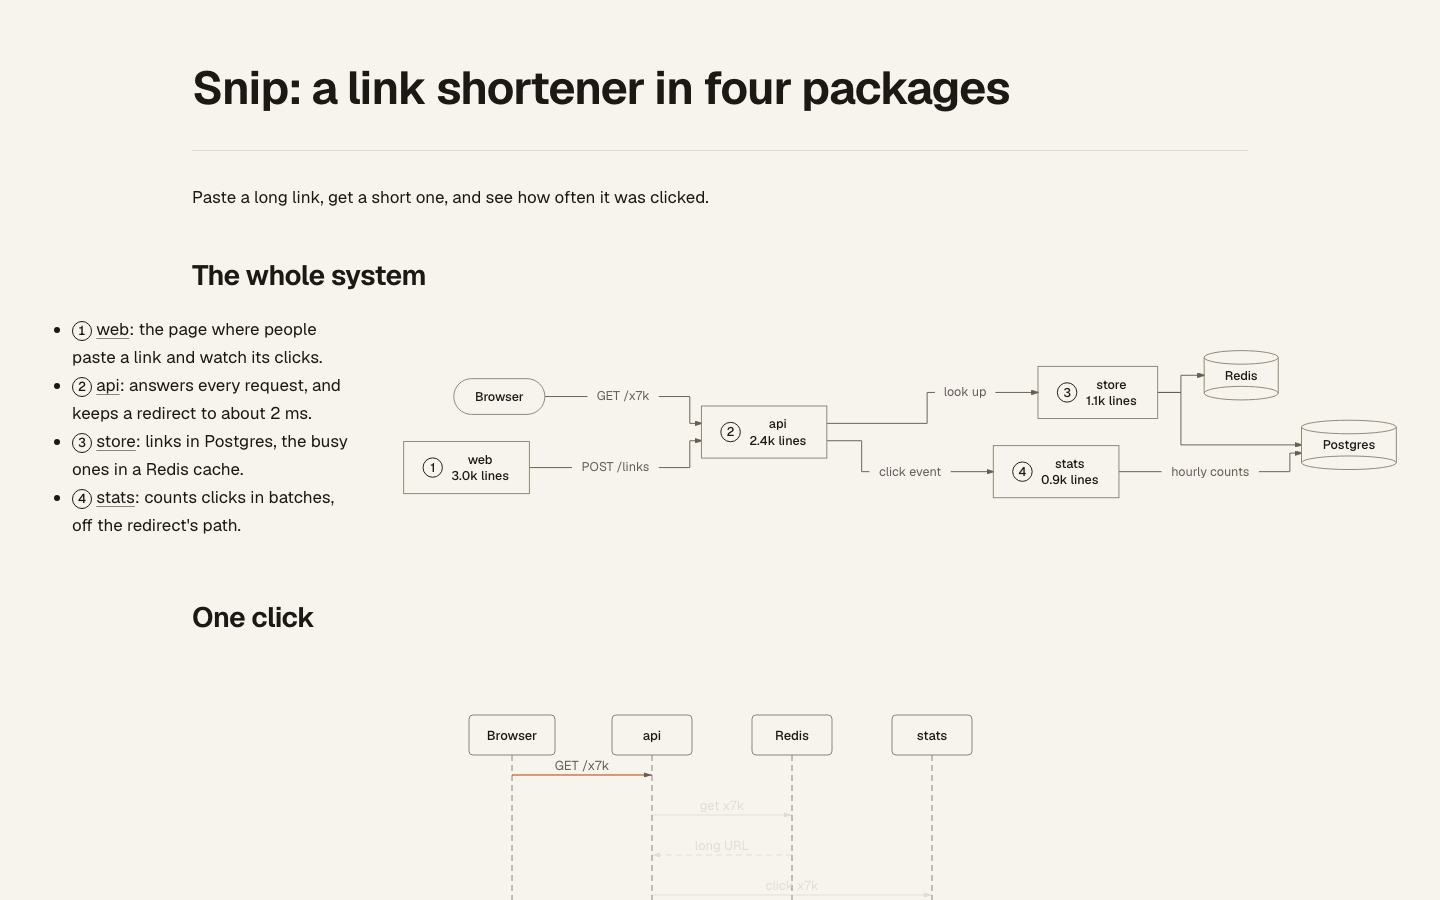 Snip: a link shortener in four packages
Paste a long link, get a short one, and see how often it was clicked.
The whole system
• 1 web: the page where people
paste a link and watch its clicks.
• 2 api: answers every request, and
keeps a redirect to about 2 ms.
• 3 store: links in Postgres, the busy
ones in a Redis cache.
• 4 stats: counts clicks in batches,
off the redirect's path.
Browser
GET /x7k
1
web
3.0k lines
POST /links
2
api
2.4k lines
look up
click event
3
store
1.1k lines
4
stats
0.9k lines
hourly counts
Redis
Postgres
One click
Browser
api
Redis
stats
GET /x7k
get x7k
long URL
click x7k